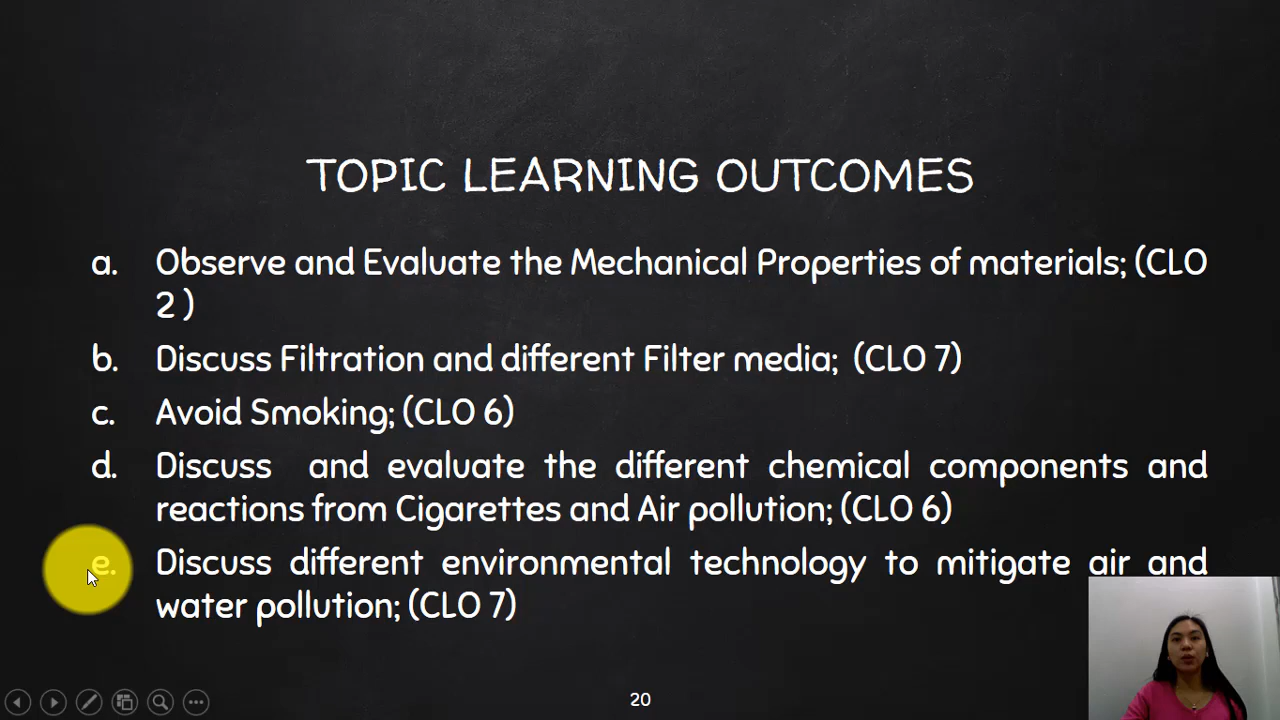 TOPIC LEARNING OUTCOMES
a. Observe and Evaluate the Mechanical Properties of materials; (CLO
2 )
b. Discuss Filtration and different Filter media; (CLO 7)
c. Avoid Smoking; (CLO 6)
d. Discuss and evaluate the different chemical components and
reactions from Cigarettes and Air pollution; (CLO 6)
e. Discuss different environmental technology to mitigate air and
water pollution; (CLO 7)
20